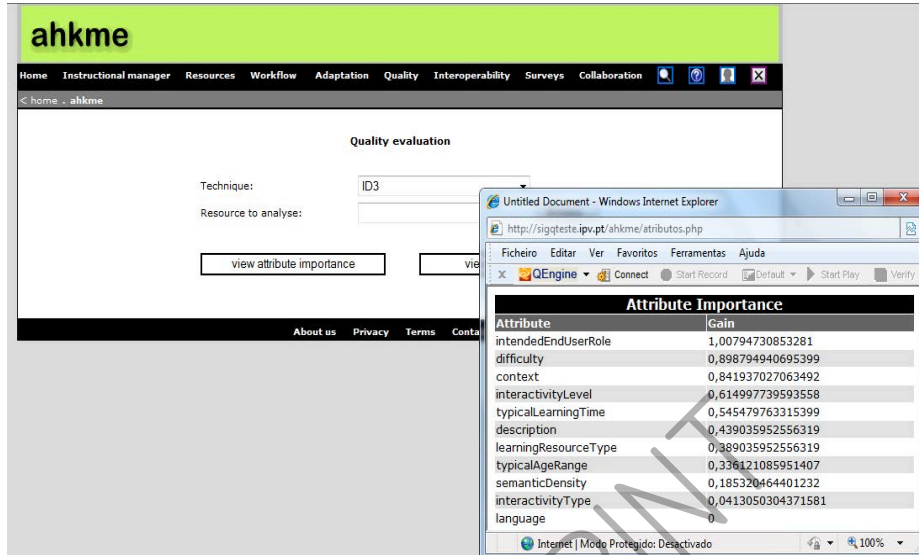 ahkme
Home Instructional manager Resources Workflow Adaptation Quality Interoperability Surveys Collaboration
< home . ahkme
Quality evaluation
Technique: ID3
Resource to analyse:
view attribute importance vie
About us Privacy Terms Conta
Untitled Document - Windows Internet Explorer
http://sigqteste.ipv.pt/ahkme/atributos.php
Ficheiro Editar Ver Favoritos Ferramentas Ajuda
X QEngine Connect Start Record Default Start Play Verify
Attribute Importance
Attribute Gain
intendedEndUserRole 1,00794730853281
difficulty 0,898794940695399
context 0,841937027063492
interactivityLevel 0,614997739593558
typicalLearningTime 0,545479763315399
description 0,439035952556319
learningResourceType 0,389035952556319
typicalAgeRange 0,336121085951407
semanticDensity 0,185320464401232
interactivityType 0,0413050304371581
language 0
Internet | Modo Protegido: Desactivado 100%